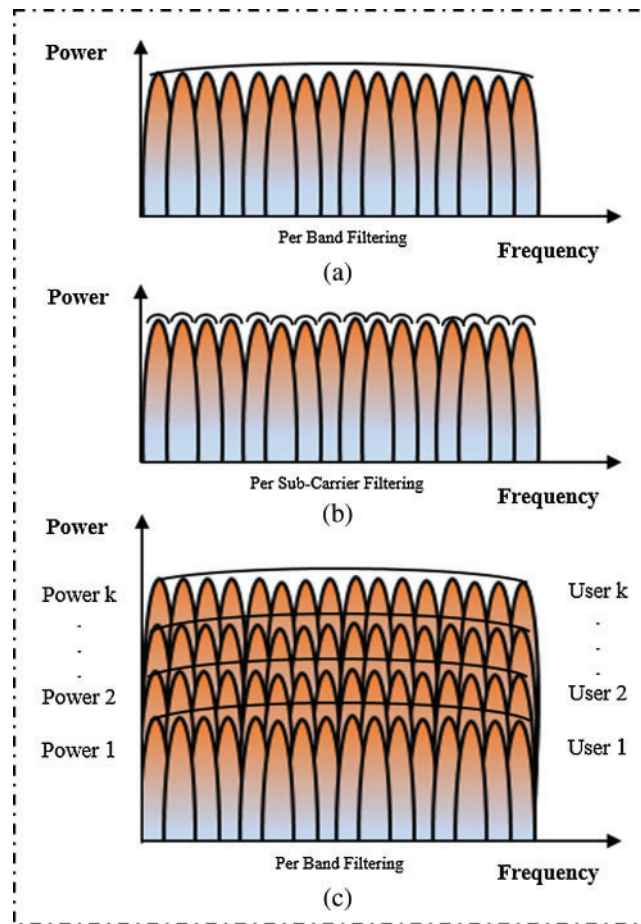 Power
Per Band Filtering
Frequency
(a)
Power
Per Sub-Carrier Filtering
Frequency
(b)
Power
Power k
User k
.
.
.
.
.
.
Power 2
User 2
Power 1
User 1
Per Band Filtering
Frequency
(c)